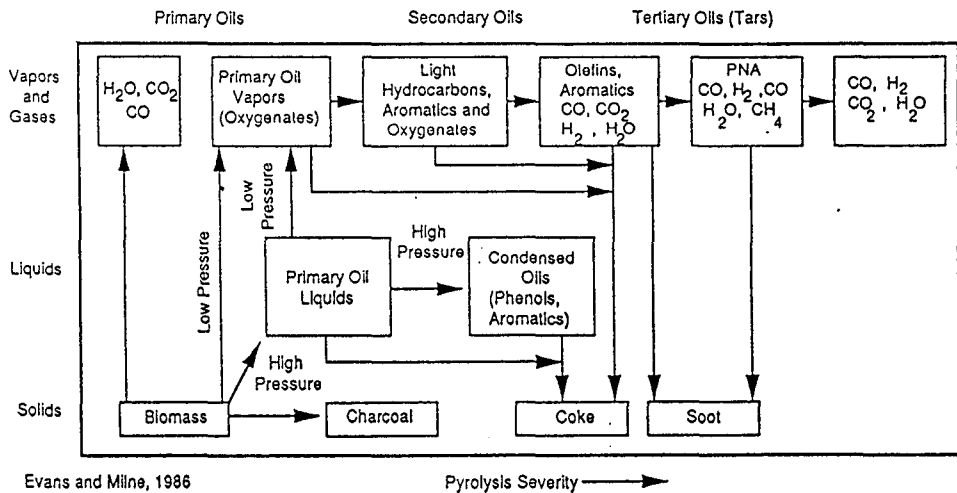 Primary Oils
Secondary Oils
Tertiary Oils (Tars)
Vapors
and
Gases
H2O, CO2
CO
Primary Oil
Vapors
(Oxygenates)
Light
Hydrocarbons,
Aromatics and
Oxygenates
Olefins,
Aromatics
CO, CO2
H2 , H2O
PNA
CO, H2 , CO
H2O, CH4
CO, H2
CO2 , H2O
Low Pressure
Low
Pressure
Liquids
Primary Oil
Liquids
High
Pressure
Condensed
Oils
(Phenols,
Aromatics)
High
Pressure
Solids
Biomass
Charcoal
Coke
Soot
Evans and Milne, 1986
Pyrolysis Severity